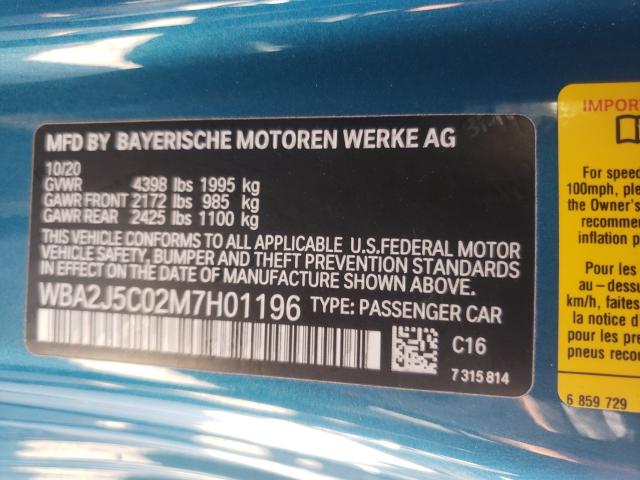 MFD BY BAYERISCHE MOTOREN WERKE AG
10/20
GVWR 4398 lbs 1995 kg
GAWR FRONT 2172 lbs 985 kg
GAWR REAR 2425 lbs 1100 kg
THIS VEHICLE CONFORMS TO ALL APPLICABLE U.S.FEDERAL MOTOR
VEHICLE SAFETY, BUMPER AND THEFT PREVENTION STANDARDS
IN EFFECT ON THE DATE OF MANUFACTURE SHOWN ABOVE.
WBA2J5C02M7H01196 TYPE: PASSENGER CAR
C16
7 315 814
IMPOR
For speed
100mph, ple
the Owner's
recommen
inflation p
Pour les
au-dessu
km/h, faites
la notice d'
pour les pre
pneus recom
6 859 729